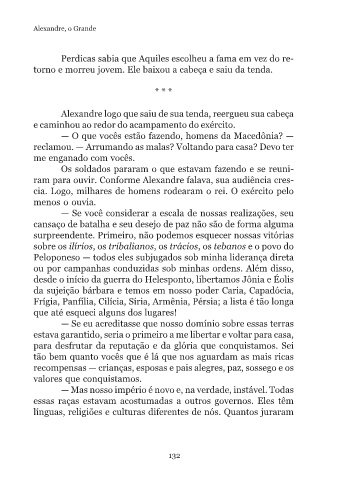 Alexandre, o Grande
Perdicas sabia que Aquiles escolheu a fama em vez do re-
torno e morreu jovem. Ele baixou a cabeça e saiu da tenda.
* * *
Alexandre logo que saiu de sua tenda, reergueu sua cabeça
e caminhou ao redor do acampamento do exército.
— O que vocês estão fazendo, homens da Macedônia? —
reclamou. — Arrumando as malas? Voltando para casa? Devo ter
me enganado com vocês.
Os soldados pararam o que estavam fazendo e se reuni-
ram para ouvir. Conforme Alexandre falava, sua audiência cres-
cia. Logo, milhares de homens rodearam o rei. O exército pelo
menos o ouvia.
— Se você considerar a escala de nossas realizações, seu
cansaço de batalha e seu desejo de paz não são de forma alguma
surpreendente. Primeiro, não podemos esquecer nossas vitórias
sobre os ilírios, os tribalianos, os trácios, os tebanos e o povo do
Peloponeso — todos eles subjugados sob minha liderança direta
ou por campanhas conduzidas sob minhas ordens. Além disso,
desde o início da guerra do Helesponto, libertamos Jônia e Éolis
da sujeição bárbara e temos em nosso poder Caria, Capadócia,
Frígia, Panfília, Cilícia, Síria, Armênia, Pérsia; a lista é tão longa
que até esqueci alguns dos lugares!
— Se eu acreditasse que nosso domínio sobre essas terras
estava garantido, seria o primeiro a me libertar e voltar para casa,
para desfrutar da reputação e da glória que conquistamos. Sei
tão bem quanto vocês que é lá que nos aguardam as mais ricas
recompensas — crianças, esposas e pais alegres, paz, sossego e os
valores que conquistamos.
— Mas nosso império é novo e, na verdade, instável. Todas
essas raças estavam acostumadas a outros governos. Eles têm
línguas, religiões e culturas diferentes de nós. Quantos juraram
132